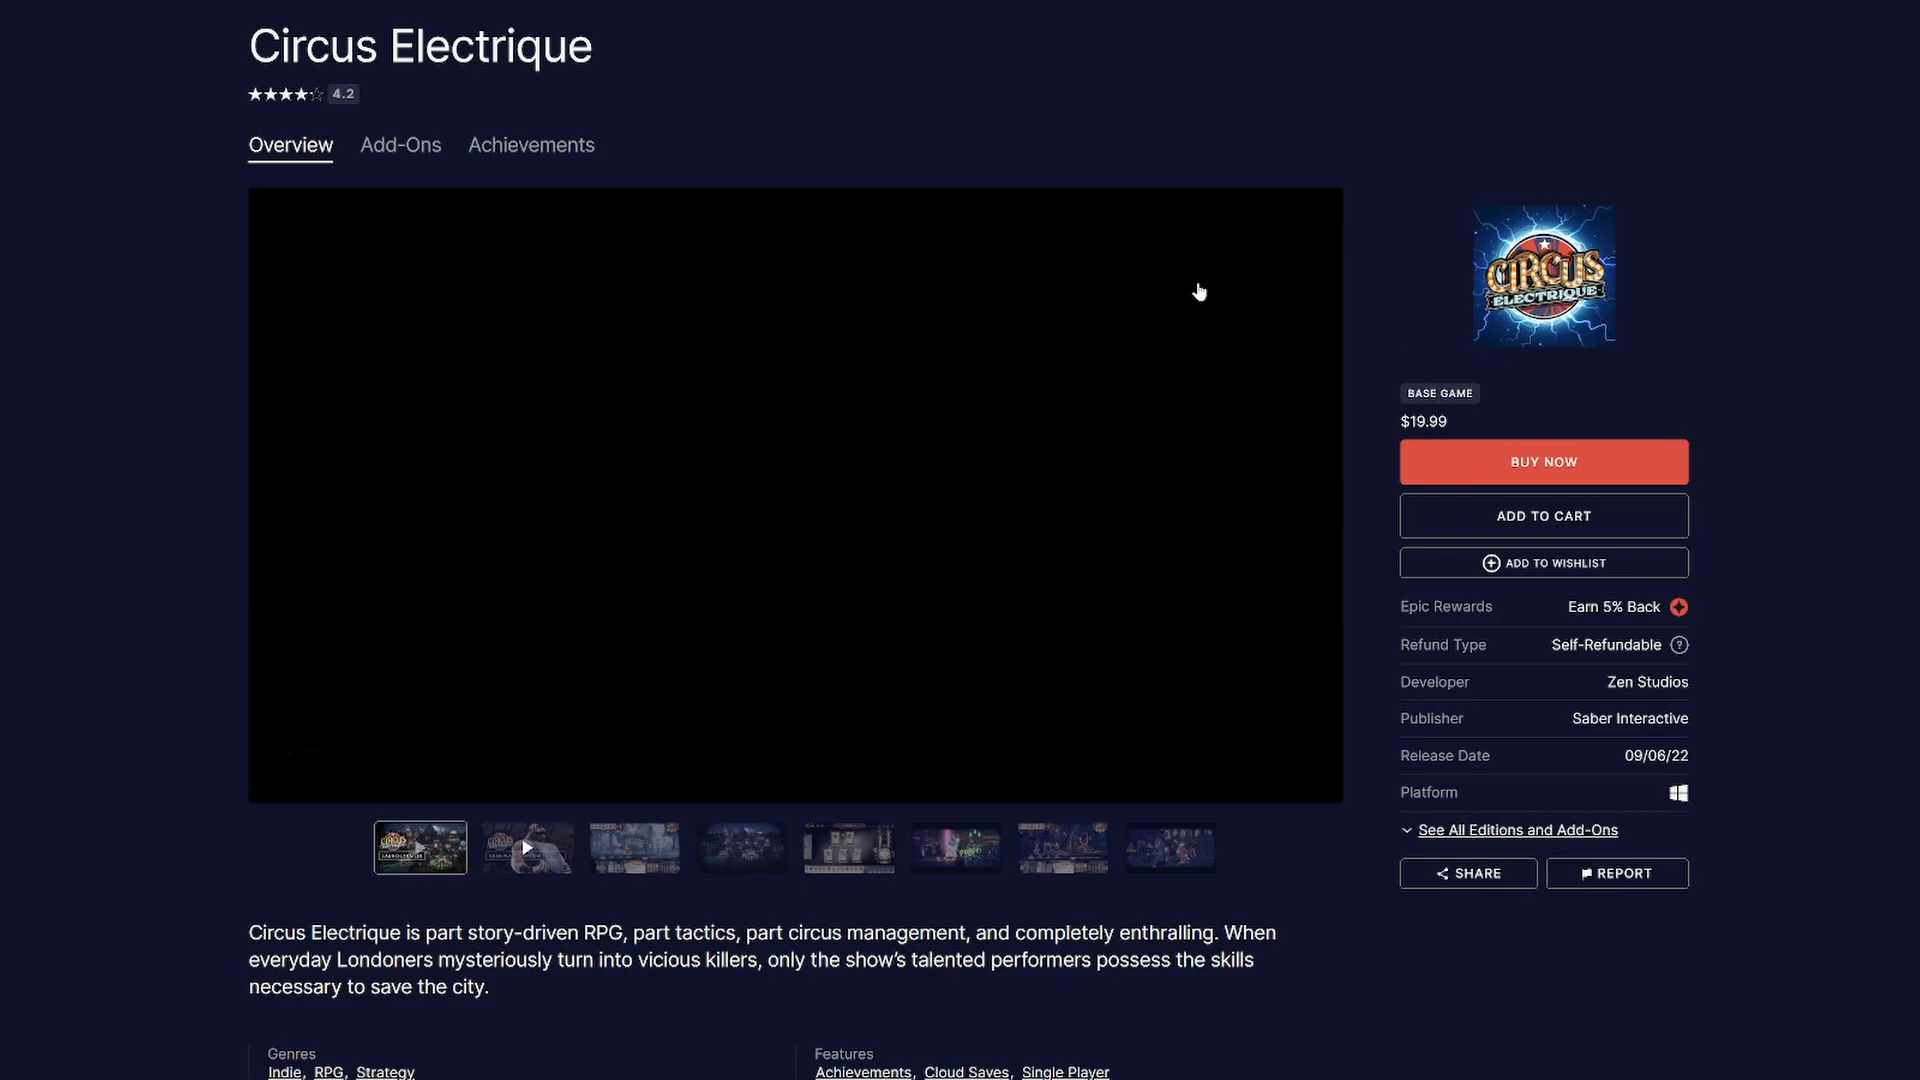 Circus Electrique
4.2
Overview Add-Ons Achievements
CIRCUS
ELECTRIQUE
BASE GAME
$19.99
BUY NOW
ADD TO CART
ADD TO WISHLIST
Epic Rewards Earn 5% Back
Refund Type Self-Refundable
Developer Zen Studios
Publisher Saber Interactive
Release Date 09/06/22
Platform
See All Editions and Add-Ons
SHARE REPORT
CIRCUS
LAUNCH TRAILER
Circus Electrique is part story-driven RPG, part tactics, part circus management, and completely enthralling. When
everyday Londoners mysteriously turn into vicious killers, only the show’s talented performers possess the skills
necessary to save the city.
Genres
Indie, RPG, Strategy
Features
Achievements, Cloud Saves, Single Player